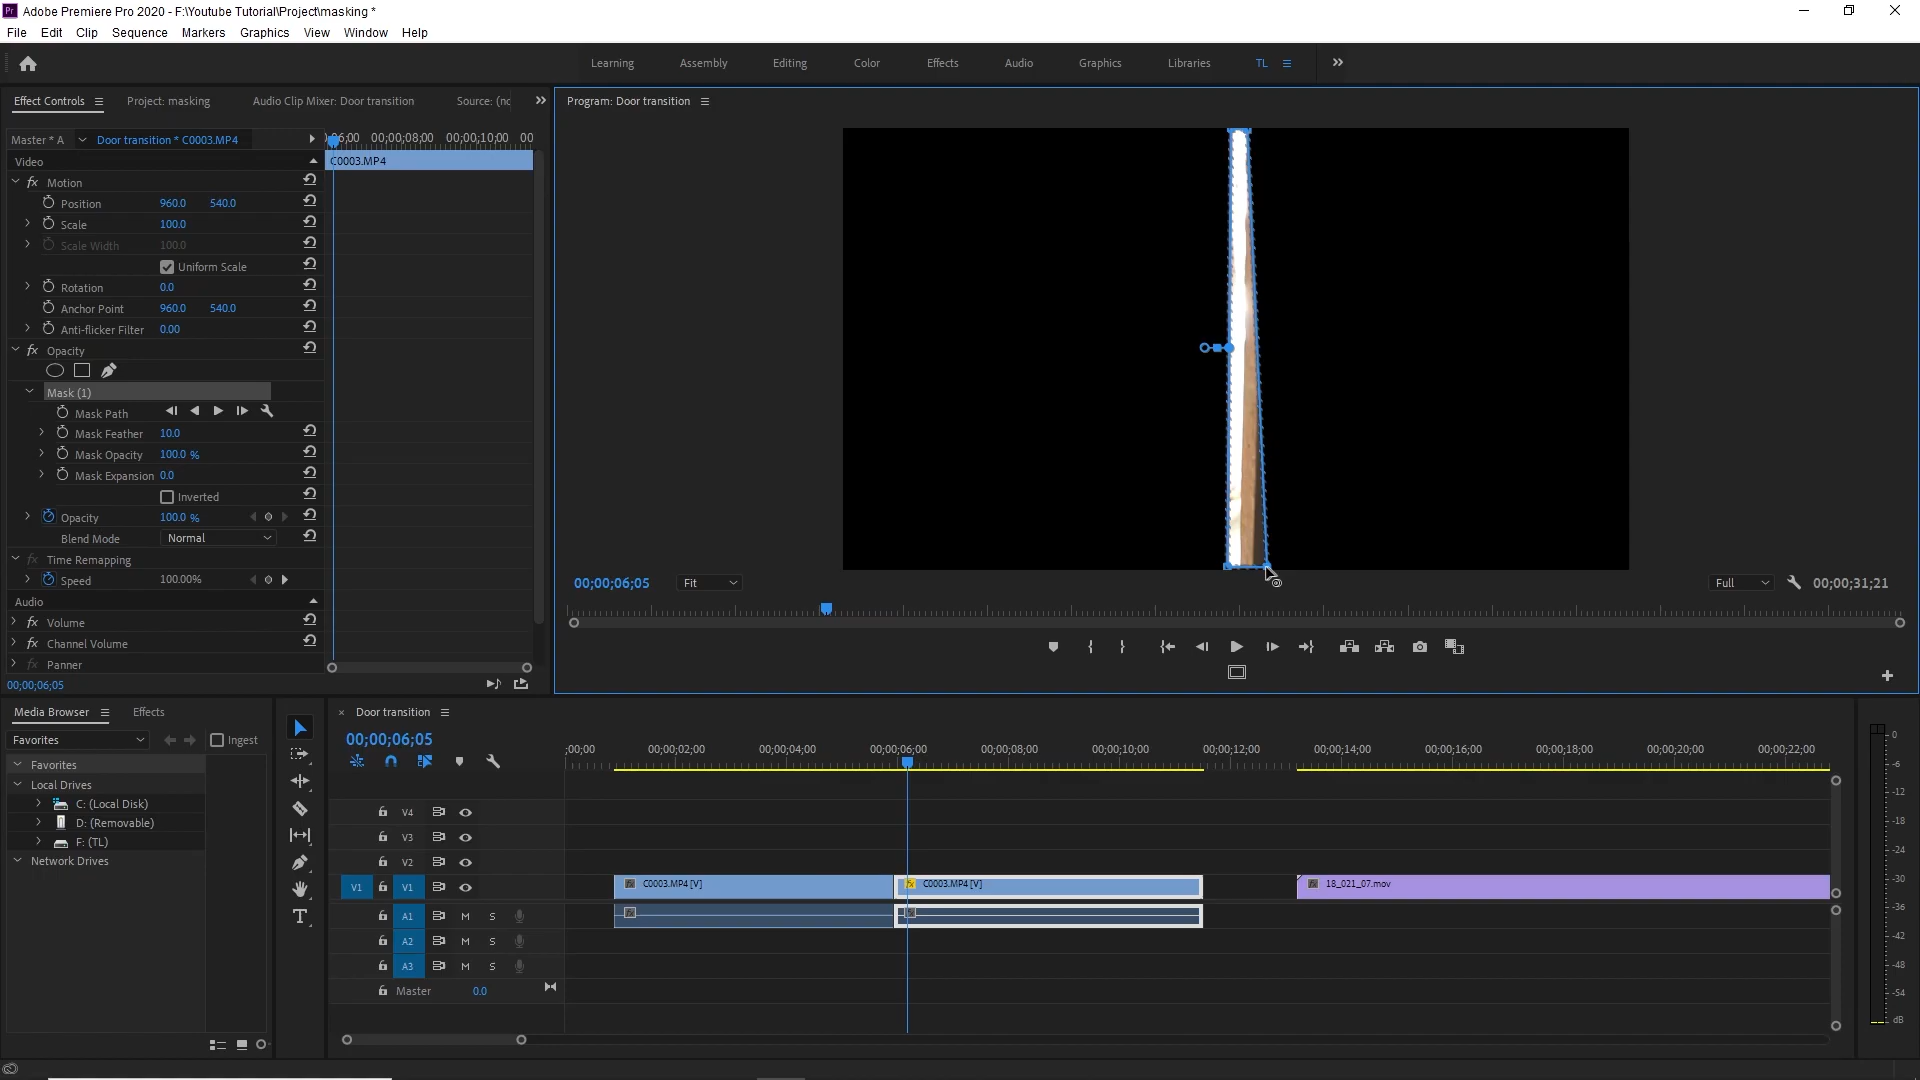 Pr Adobe Premiere Pro 2020 - F:\Youtube Tutorial\Project\masking *
File Edit Clip Sequence Markers Graphics View Window Help
Learning Assembly Editing Color Effects Audio Graphics Libraries TL
Effect Controls Project: masking Audio Clip Mixer: Door transition Source: (nc
Program: Door transition
Master * A Door transition * C0003.MP4
00;00;08;00 00;00;10;00 00
Video
C0003.MP4
Motion
Position 960.0 540.0
Scale 100.0
Scale Width 100.0
Uniform Scale
Rotation 0.0
Anchor Point 960.0 540.0
Anti-flicker Filter 0.00
Opacity
Mask (1)
Mask Path
Mask Feather 10.0
Mask Opacity 100.0 %
Mask Expansion 0.0
Inverted
Opacity 100.0 %
Blend Mode Normal
Time Remapping
Speed 100.00%
Audio
Volume
Channel Volume
Panner
00;00;06;05
00;00;06;05 Fit Full 00;00;31;21
Media Browser Effects
Favorites Ingest
Favorites
Local Drives
C: (Local Disk)
D: (Removable)
F: (TL)
Network Drives
Door transition
00;00;06;05
;00;00 00;00;02;00 00;00;04;00 00;00;06;00 00;00;08;00 00;00;10;00 00;00;12;00 00;00;14;00 00;00;16;00 00;00;18;00 00;00;20;00 00;00;22;00
V4
V3
V2
V1 V1 C0003.MP4 [V] C0003.MP4 [V] 18_021_07.mov
A1 M S
A2 M S
A3 M S
Master 0.0
0
-6
-12
-18
-24
-30
-36
-42
-48
-54
dB